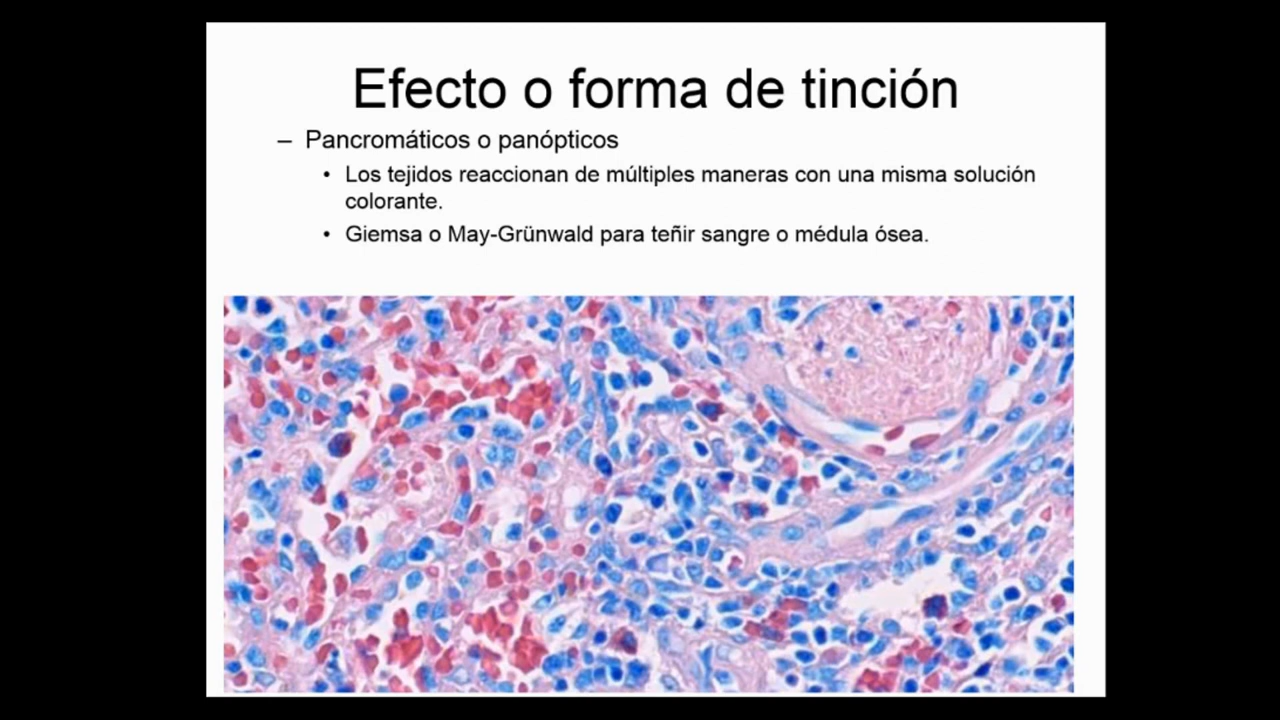 Efecto o forma de tinción
– Pancromáticos o panópticos
• Los tejidos reaccionan de múltiples maneras con una misma solución
colorante.
• Giemsa o May-Grünwald para teñir sangre o médula ósea.